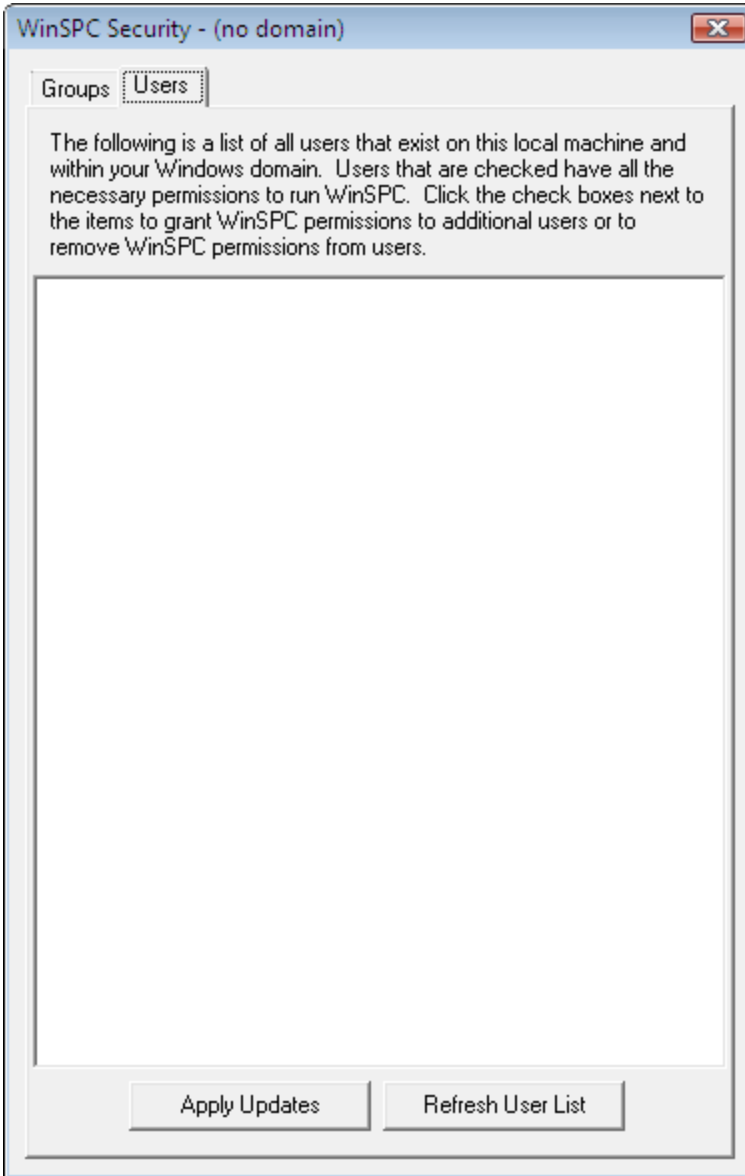 WinSPC Security - (no domain)
Groups Users
The following is a list of all users that exist on this local machine and
within your Windows domain.  Users that are checked have all the
necessary permissions to run WinSPC.  Click the check boxes next to
the items to grant WinSPC permissions to additional users or to
remove WinSPC permissions from users.
Apply Updates Refresh User List